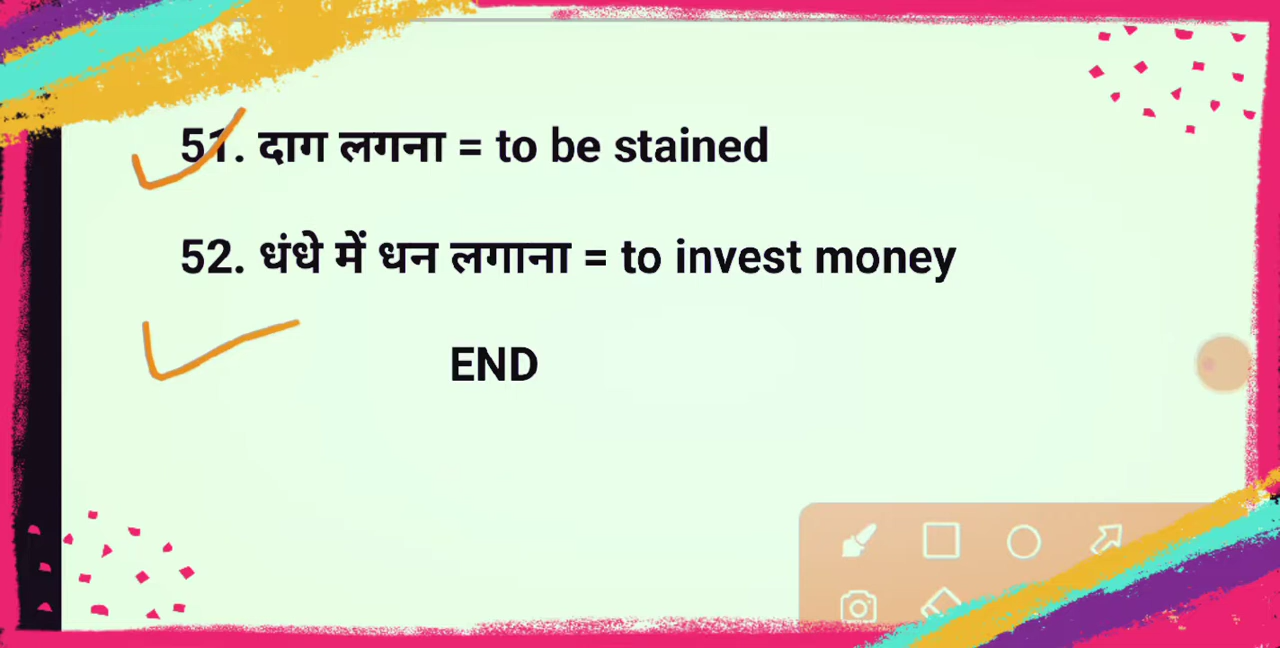 51. दाग लगना = to be stained
52. धंधे में धन लगाना = to invest money
END